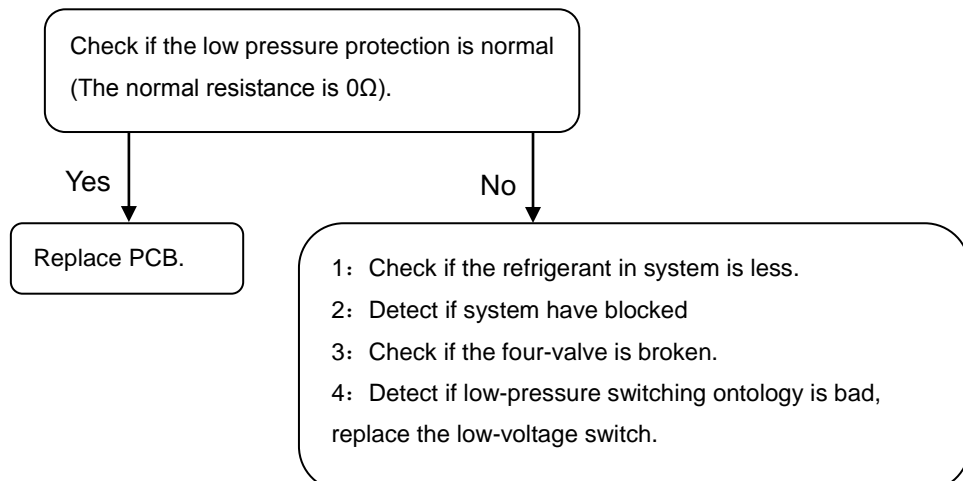 Check if the low pressure protection is normal
(The normal resistance is 0Ω).
Yes
No
Replace PCB.
1：Check if the refrigerant in system is less.
2：Detect if system have blocked
3：Check if the four-valve is broken.
4：Detect if low-pressure switching ontology is bad,
replace the low-voltage switch.